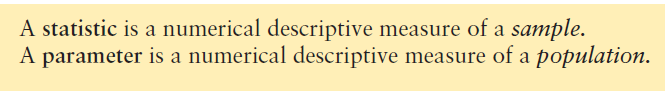 A statistic is a numerical descriptive measure of a sample.
A parameter is a numerical descriptive measure of a population.